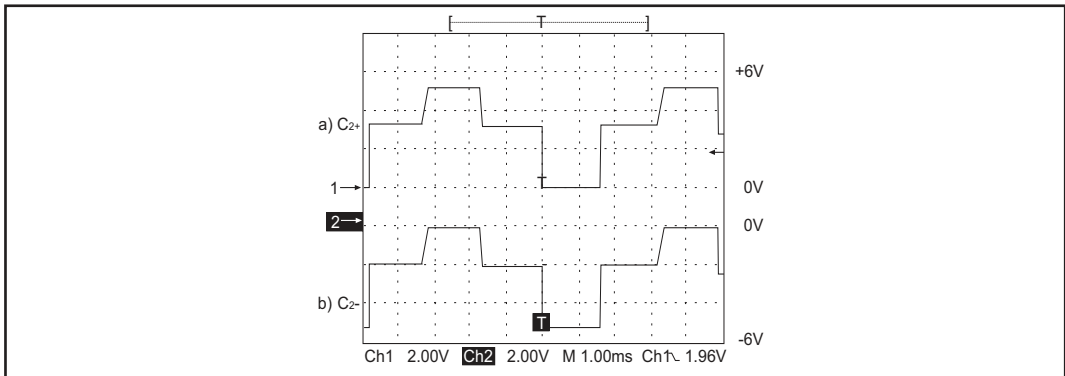 T
+6V
a) C2+
T
1
0V
2
0V
b) C2-
T
-6V
Ch1 2.00V Ch2 2.00V M 1.00ms Ch1 1.96V